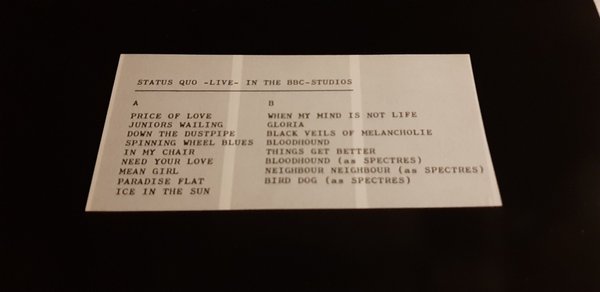 STATUS QUO -LIVE- IN THE BBC-STUDIOS
A
PRICE OF LOVE
JUNIORS WAILING
DOWN THE DUSTPIPE
SPINNING WHEEL BLUES
IN MY CHAIR
NEED YOUR LOVE
MEAN GIRL
PARADISE FLAT
ICE IN THE SUN
B
WHEN MY MIND IS NOT LIFE
GLORIA
BLACK VEILS OF MELANCHOLIE
BLOODHOUND
THINGS GET BETTER
BLOODHOUND (as SPECTRES)
NEIGHBOUR NEIGHBOUR (as SPECTRES)
BIRD DOG (as SPECTRES)